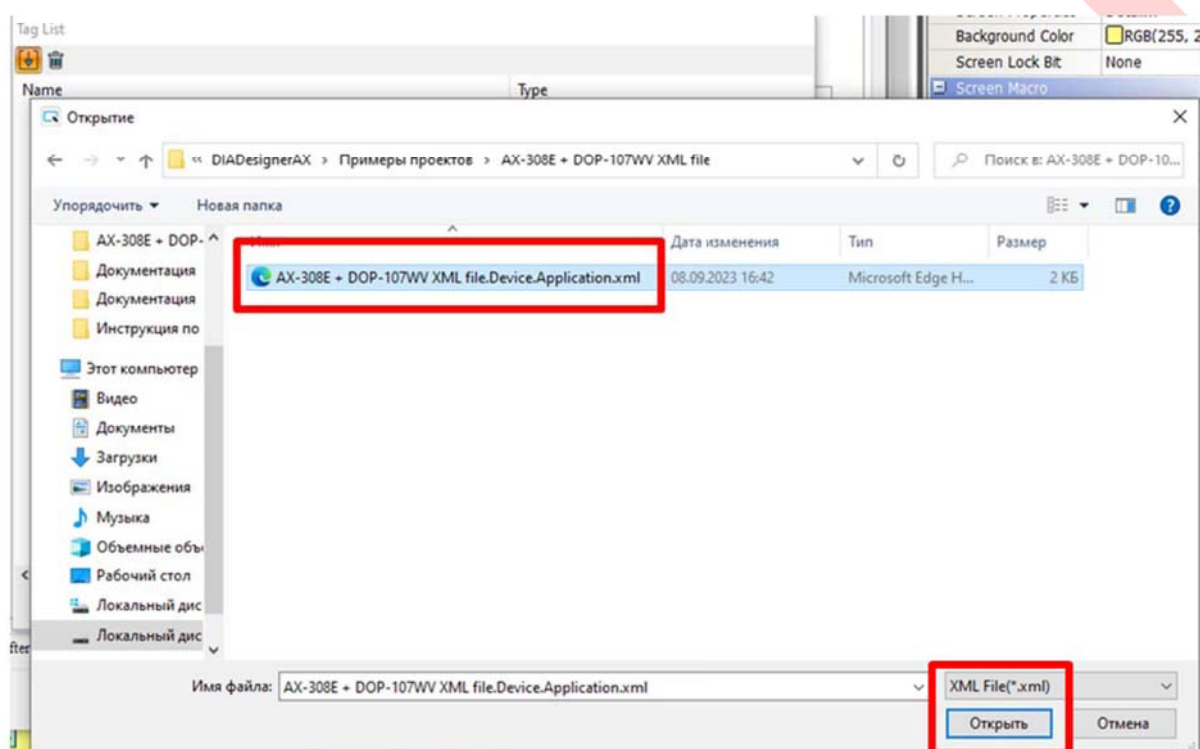 Tag List
Background Color RGB(255, 2
Screen Lock Bit None
Name Type
Screen Macro
Открытие
« DIADesignerAX › Примеры проектов › AX-308E + DOP-107WV XML file
Поиск в: AX-308E + DOP-10...
Упорядочить Новая папка
AX-308E + DOP-
Дата изменения Тип Размер
Документация
AX-308E + DOP-107WV XML file.Device.Application.xml 08.09.2023 16:42 Microsoft Edge H... 2 КБ
Документация
Инструкция по
Этот компьютер
Видео
Документы
Загрузки
Изображения
Музыка
Объемные объ
Рабочий стол
Локальный дис
Локальный дис
fter
Имя файла: AX-308E + DOP-107WV XML file.Device.Application.xml XML File(*.xml)
Открыть Отмена